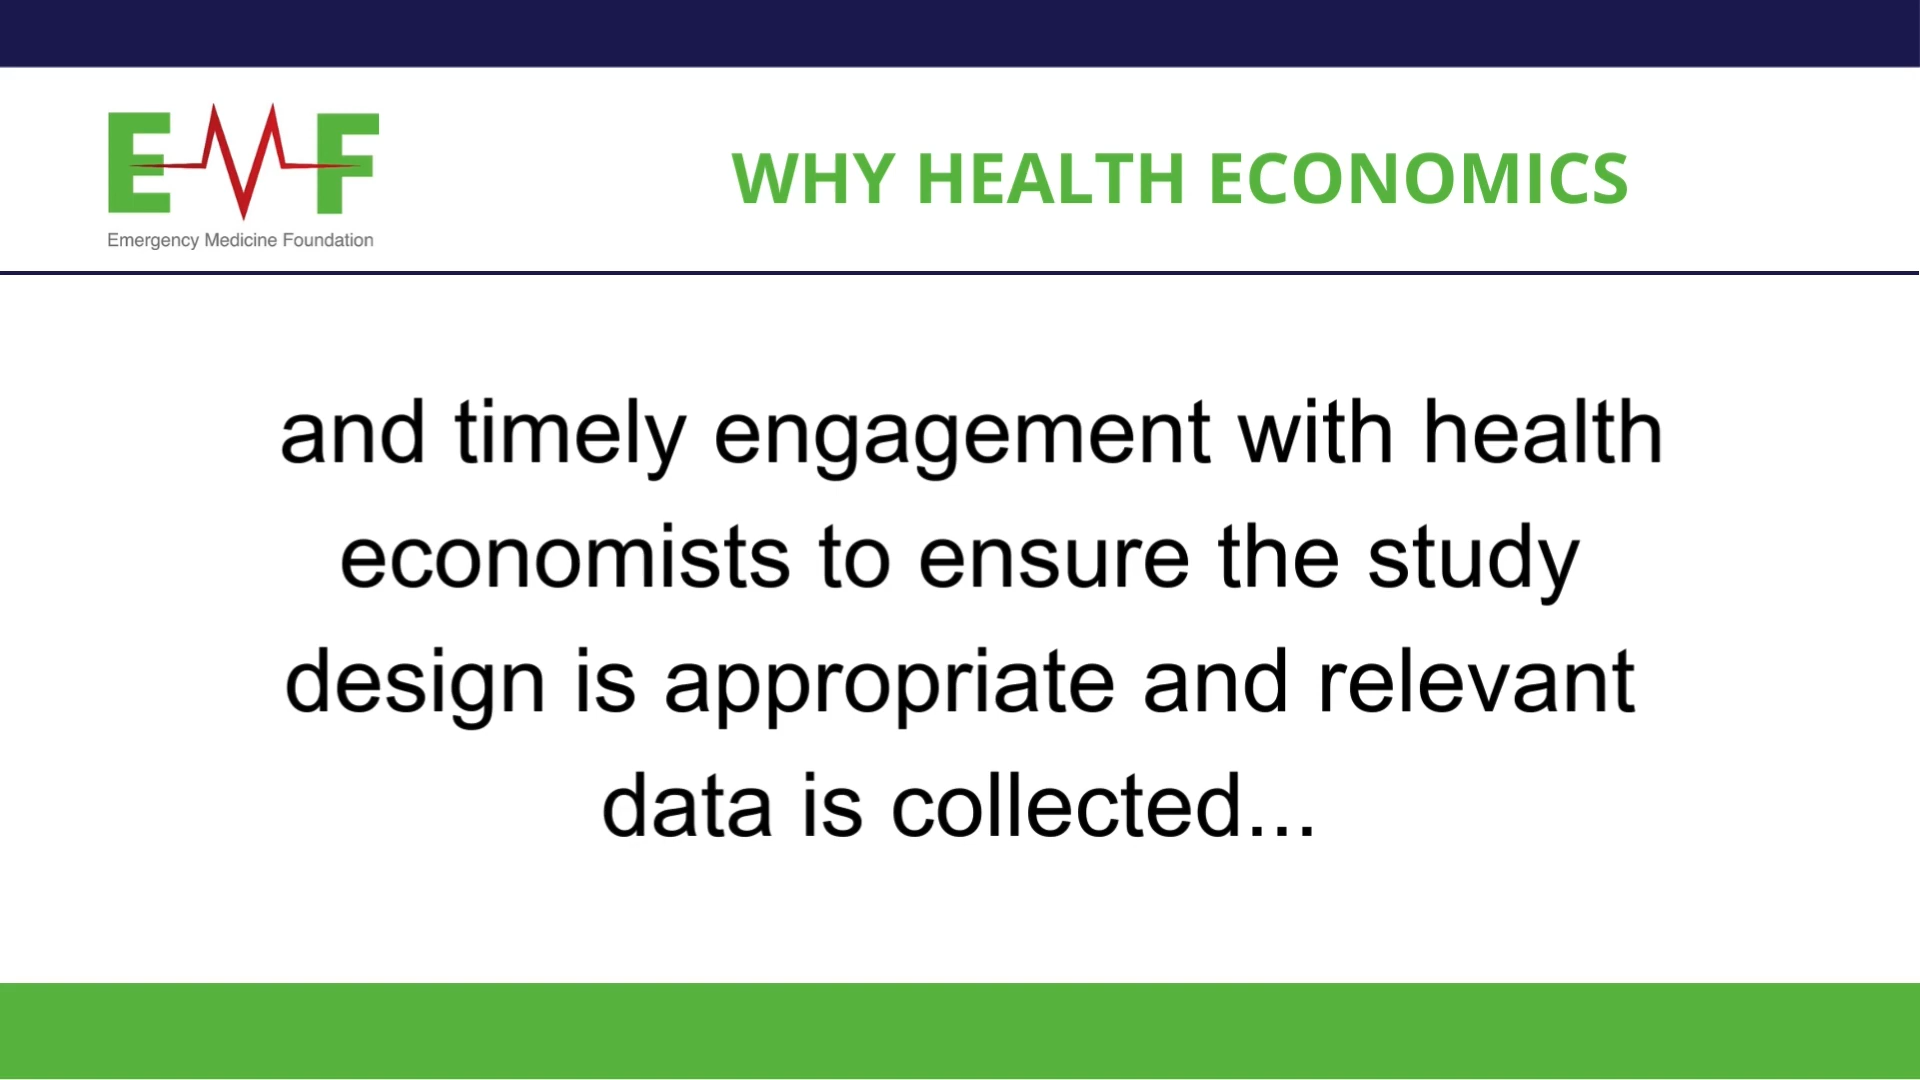 EMF
Emergency Medicine Foundation
WHY HEALTH ECONOMICS
and timely engagement with health
economists to ensure the study
design is appropriate and relevant
data is collected...